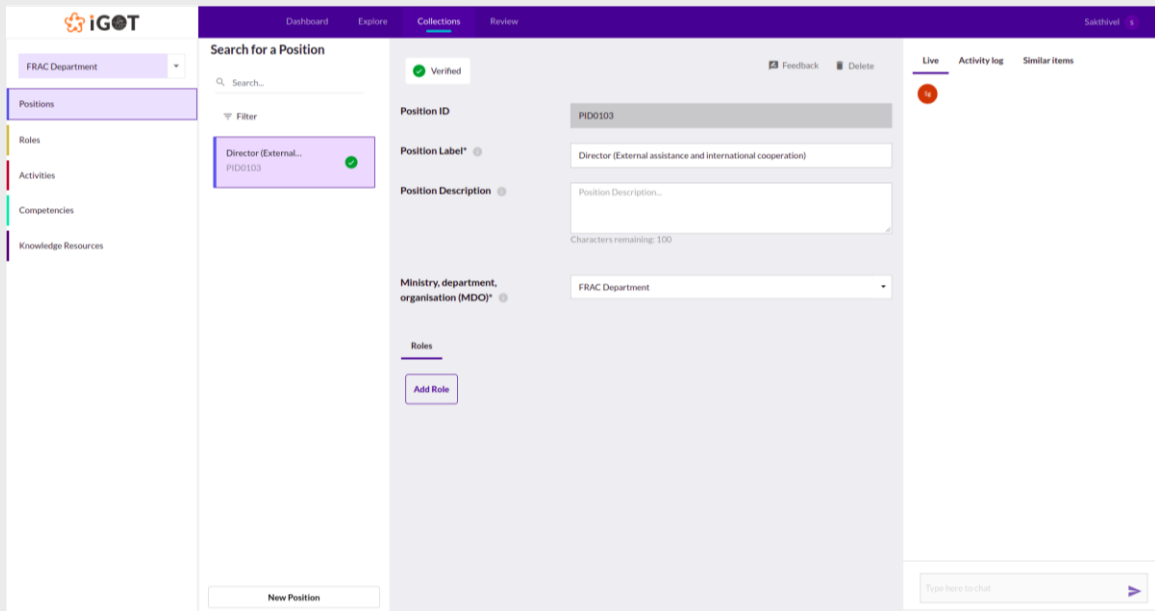 iGOT
Dashboard
Explore
Collections
Review
Sakthivel
S
FRAC Department
Positions
Roles
Activities
Competencies
Knowledge Resources
Search for a Position
Search...
Filter
Director (External...
PID0103
New Position
Verified
Feedback
Delete
Position ID
PID0103
Position Label*
Director (External assistance and international cooperation)
Position Description
Position Description...
Characters remaining: 100
Ministry, department,
organisation (MDO)*
FRAC Department
Roles
Add Role
Live
Activity log
Similar items
Type here to chat